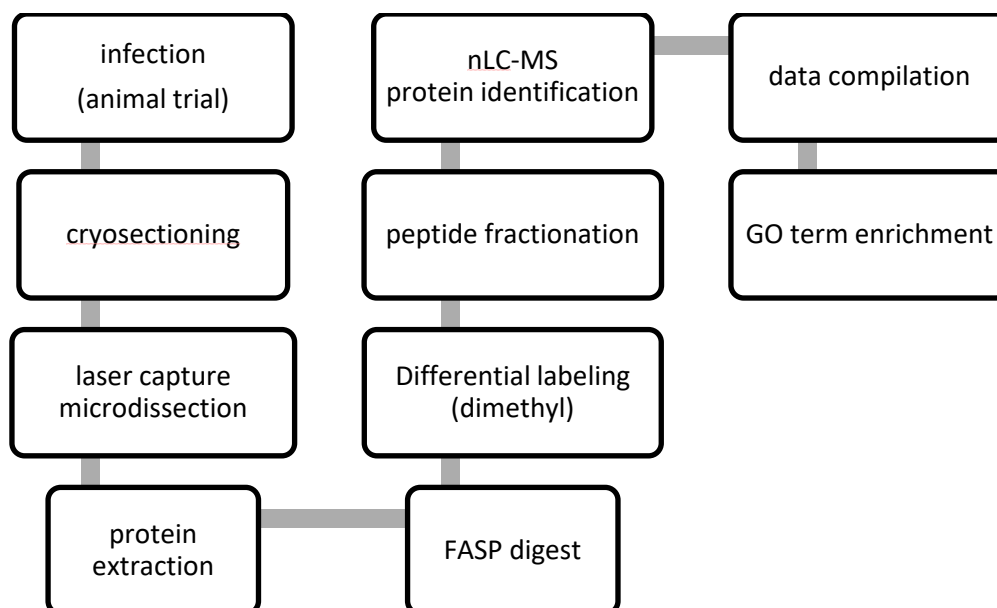 infection
(animal trial)
cryosectioning
laser capture
microdissection
protein
extraction
FASP digest
Differential labeling
(dimethyl)
peptide fractionation
nLC-MS
protein identification
data compilation
GO term enrichment